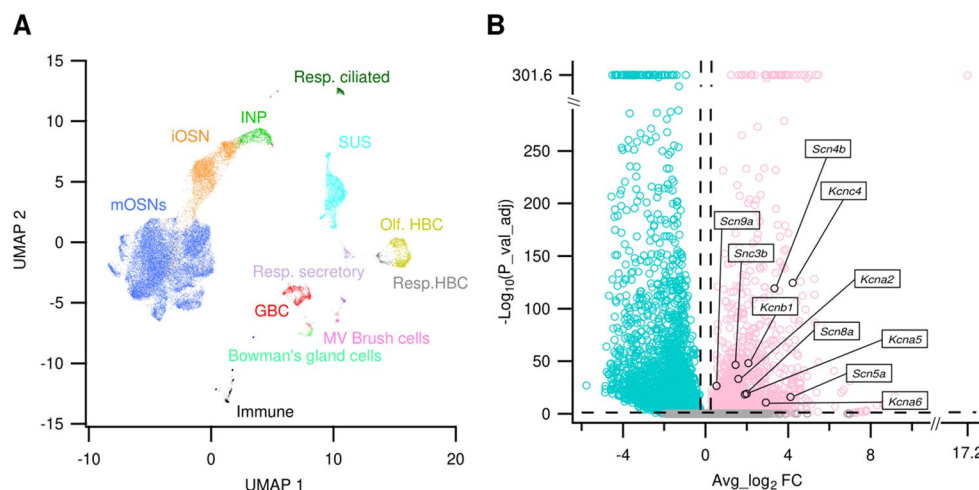 A
15
10
5
0
-5
-10
-15
UMAP 2
Resp. ciliated
INP
iOSN
SUS
mOSNs
Olf. HBC
Resp. secretory
Resp.HBC
GBC
MV Brush cells
Bowman's gland cells
Immune
-10
0
10
20
UMAP 1
B
301.6
250
200
150
100
50
0
-Log10(P_val_adj)
Scn4b
Kcnc4
Scn9a
Snc3b
Kcna2
Kcnb1
Scn8a
Kcna5
Scn5a
Kcna6
-4
0
4
8
17.2
Avg_log2 FC